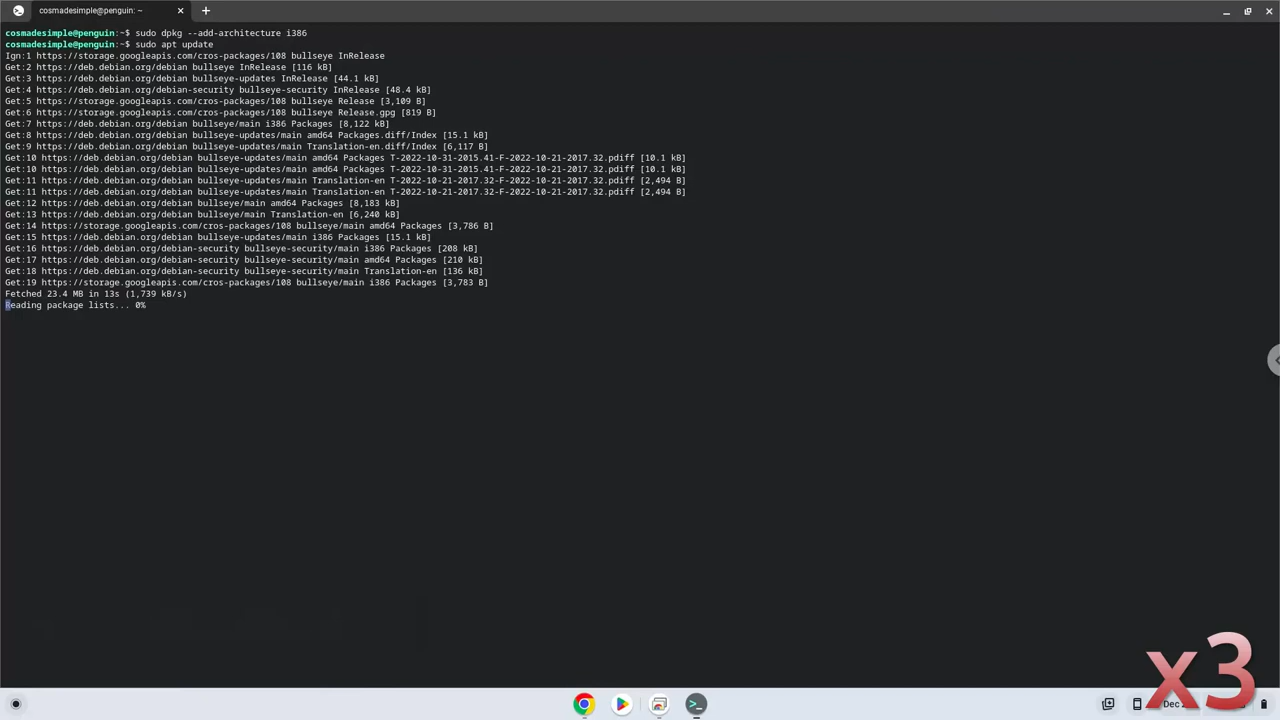 cosmadesimple@penguin: ~
cosmadesimple@penguin:~$ sudo dpkg --add-architecture i386
cosmadesimple@penguin:~$ sudo apt update
Ign:1 https://storage.googleapis.com/cros-packages/108 bullseye InRelease
Get:2 https://deb.debian.org/debian bullseye InRelease [116 kB]
Get:3 https://deb.debian.org/debian bullseye-updates InRelease [44.1 kB]
Get:4 https://deb.debian.org/debian-security bullseye-security InRelease [48.4 kB]
Get:5 https://storage.googleapis.com/cros-packages/108 bullseye Release [3,109 B]
Get:6 https://storage.googleapis.com/cros-packages/108 bullseye Release.gpg [819 B]
Get:7 https://deb.debian.org/debian bullseye/main i386 Packages [8,122 kB]
Get:8 https://deb.debian.org/debian bullseye-updates/main amd64 Packages.diff/Index [15.1 kB]
Get:9 https://deb.debian.org/debian bullseye-updates/main Translation-en.diff/Index [6,117 B]
Get:10 https://deb.debian.org/debian bullseye-updates/main amd64 Packages T-2022-10-31-2015.41-F-2022-10-21-2017.32.pdiff [10.1 kB]
Get:10 https://deb.debian.org/debian bullseye-updates/main amd64 Packages T-2022-10-31-2015.41-F-2022-10-21-2017.32.pdiff [10.1 kB]
Get:11 https://deb.debian.org/debian bullseye-updates/main Translation-en T-2022-10-21-2017.32-F-2022-10-21-2017.32.pdiff [2,494 B]
Get:11 https://deb.debian.org/debian bullseye-updates/main Translation-en T-2022-10-21-2017.32-F-2022-10-21-2017.32.pdiff [2,494 B]
Get:12 https://deb.debian.org/debian bullseye/main amd64 Packages [8,183 kB]
Get:13 https://deb.debian.org/debian bullseye/main Translation-en [6,240 kB]
Get:14 https://storage.googleapis.com/cros-packages/108 bullseye/main amd64 Packages [3,786 B]
Get:15 https://deb.debian.org/debian bullseye-updates/main i386 Packages [15.1 kB]
Get:16 https://deb.debian.org/debian-security bullseye-security/main i386 Packages [208 kB]
Get:17 https://deb.debian.org/debian-security bullseye-security/main amd64 Packages [210 kB]
Get:18 https://deb.debian.org/debian-security bullseye-security/main Translation-en [136 kB]
Get:19 https://storage.googleapis.com/cros-packages/108 bullseye/main i386 Packages [3,783 B]
Fetched 23.4 MB in 13s (1,739 kB/s)
Reading package lists... 0%
x3
Dec